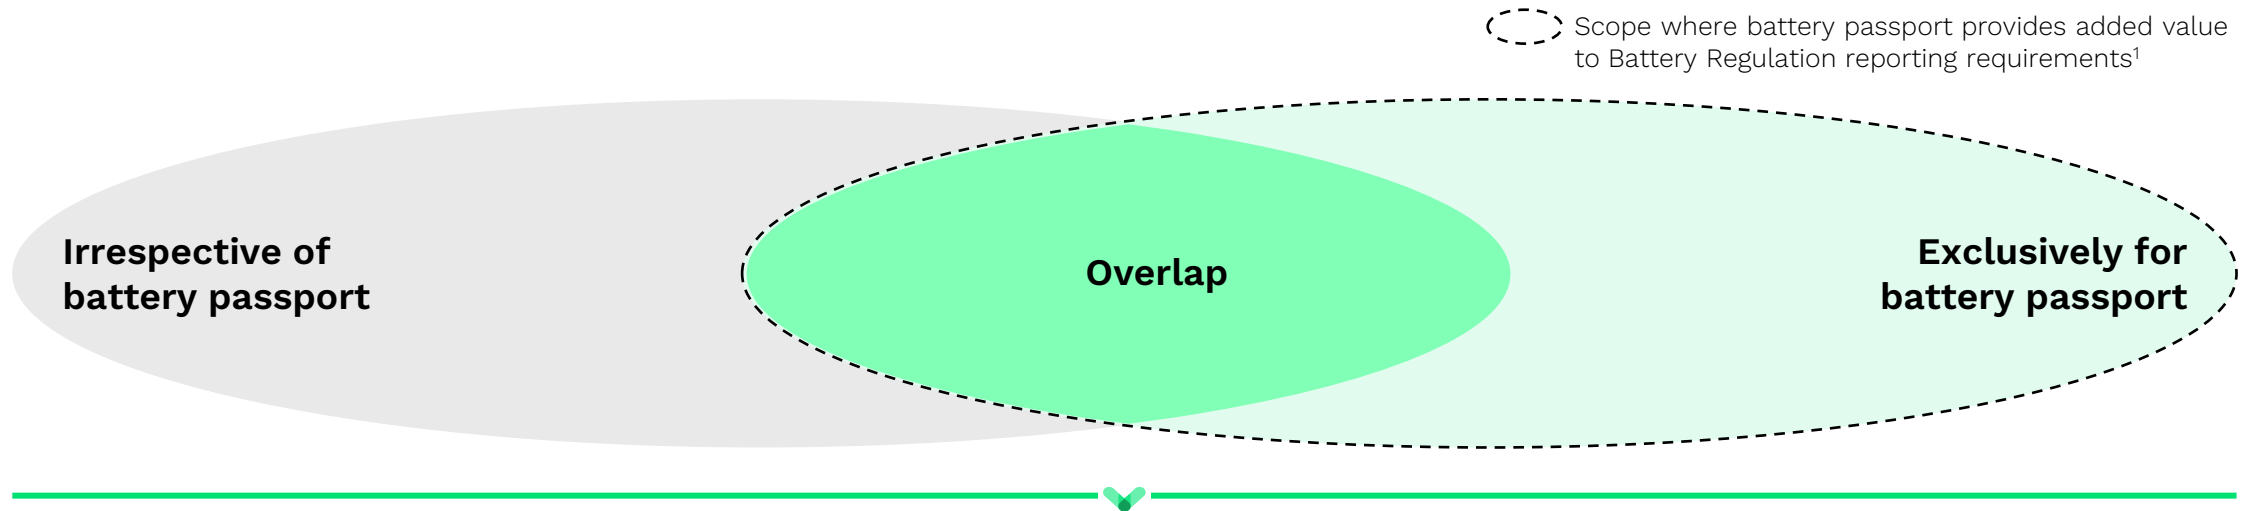 Scope where battery passport provides added value
to Battery Regulation reporting requirements¹
Irrespective of
battery passport
Overlap
Exclusively for
battery passport